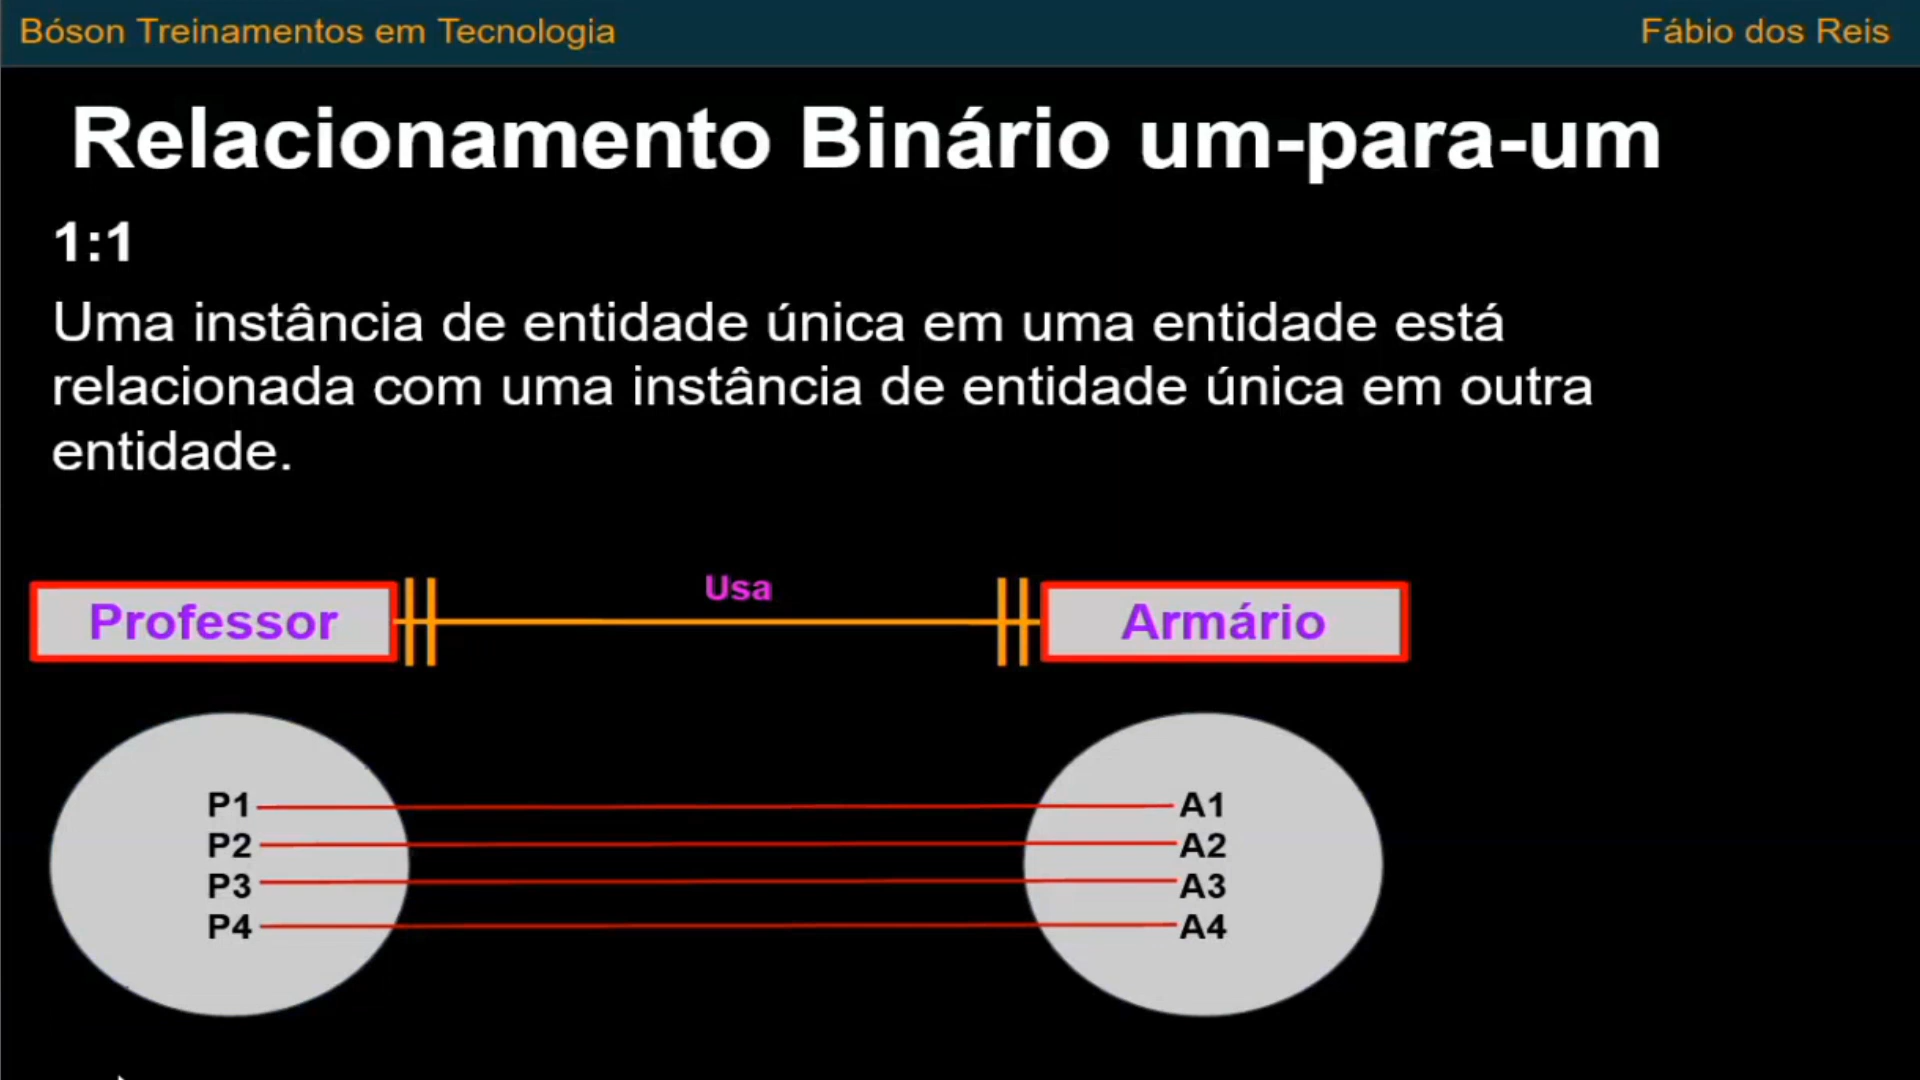 Bóson Treinamentos em Tecnologia
Fábio dos Reis
Relacionamento Binário um-para-um
1:1
Uma instância de entidade única em uma entidade está
relacionada com uma instância de entidade única em outra
entidade.
Usa
Professor
Armário
P1
A1
P2
A2
P3
A3
P4
A4